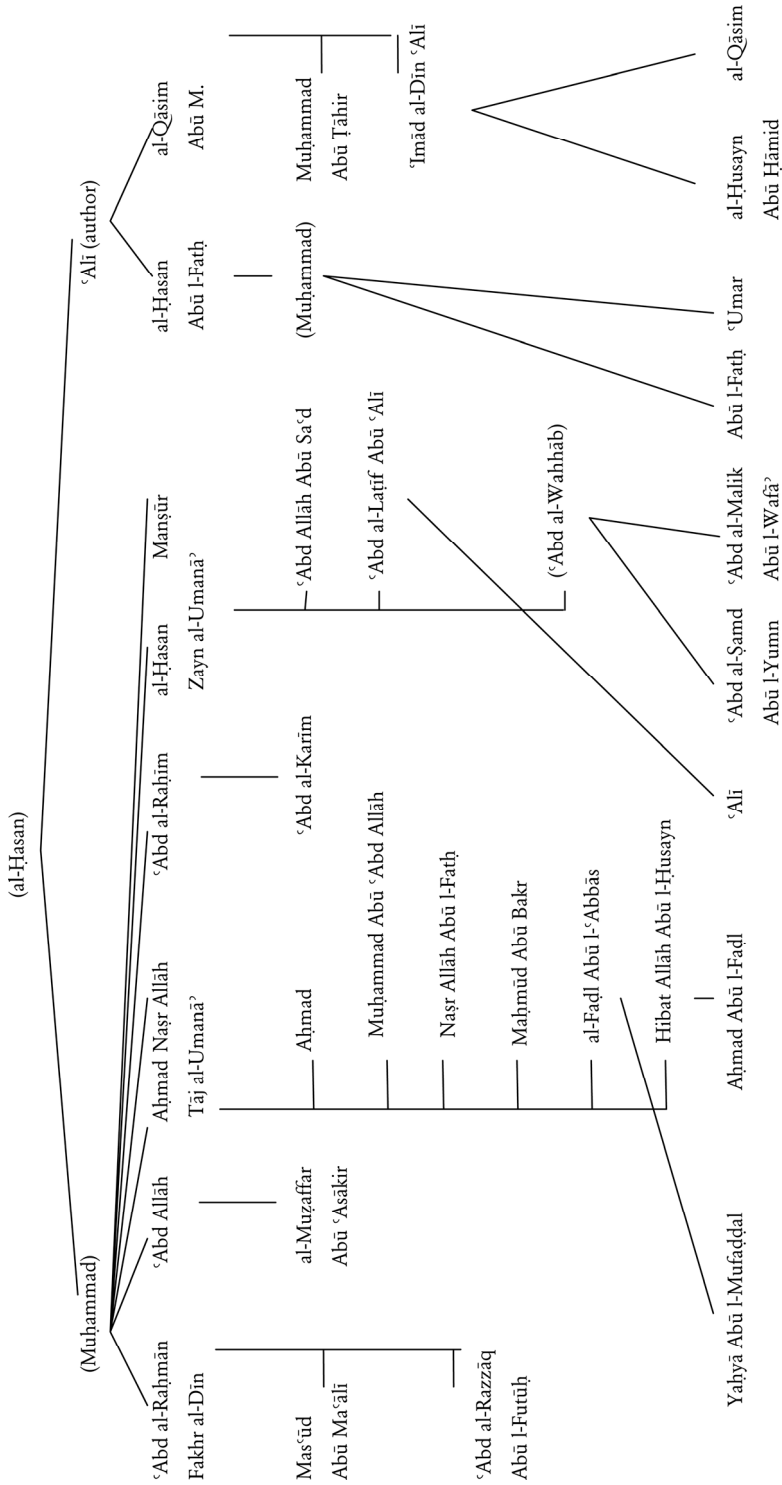 (al-Ḥasan)
(Muḥammad)
ʿAlī (author)
ʿAbd al-Raḥmān
Fakhr al-Dīn
ʿAbd Allāh
Aḥmad
Tāj al-Umanāʾ
Naṣr Allāh
ʿAbd al-Raḥīm
al-Ḥasan
Zayn al-Umanāʾ
Manṣūr
al-Ḥasan
Abū l-Fatḥ
al-Qāsim
Abū M.
Masʿūd
Abū Maʿālī
al-Muẓaffar
Abū ʿAsākir
Aḥmad
ʿAbd al-Karīm
ʿAbd Allāh Abū Saʿd
(Muḥammad)
Muḥammad
Abū Ṭāhir
Muḥammad Abū ʿAbd Allāh
ʿAbd al-Laṭīf Abū ʿAlī
ʿImād al-Dīn ʿAlī
Naṣr Allāh Abū l-Fatḥ
ʿAbd al-Razzāq
Abū l-Futūḥ
Maḥmūd Abū Bakr
(ʿAbd al-Wahhāb)
al-Faḍl Abū l-ʿAbbās
Hibat Allāh Abū l-Ḥusayn
Yaḥyā Abū l-Mufaḍḍal
Aḥmad Abū l-Faḍl
ʿAlī
ʿAbd al-Ṣamd
Abū l-Yumn
ʿAbd al-Malik
Abū l-Wafāʾ
Abū l-Fatḥ
ʿUmar
al-Ḥusayn
Abū Ḥāmid
al-Qāsim